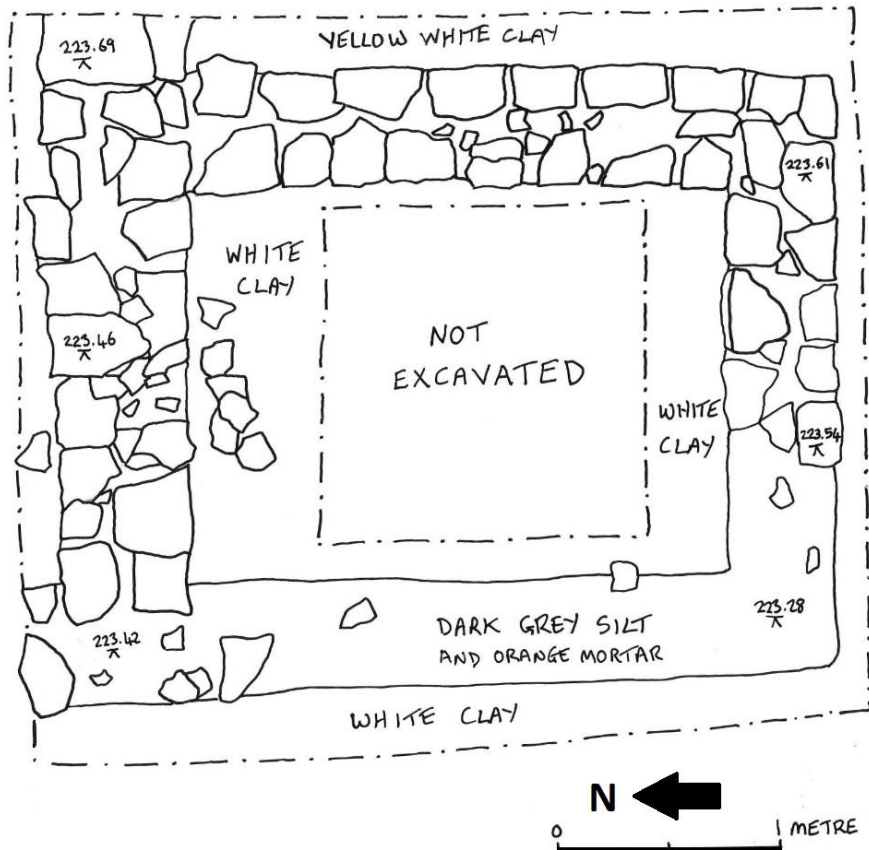 YELLOW WHITE CLAY
223.69
223.61
WHITE
CLAY
223.46
NOT
EXCAVATED
WHITE
CLAY
223.54
223.28
223.42
DARK GREY SILT
AND ORANGE MORTAR
WHITE CLAY
N
0 1 METRE